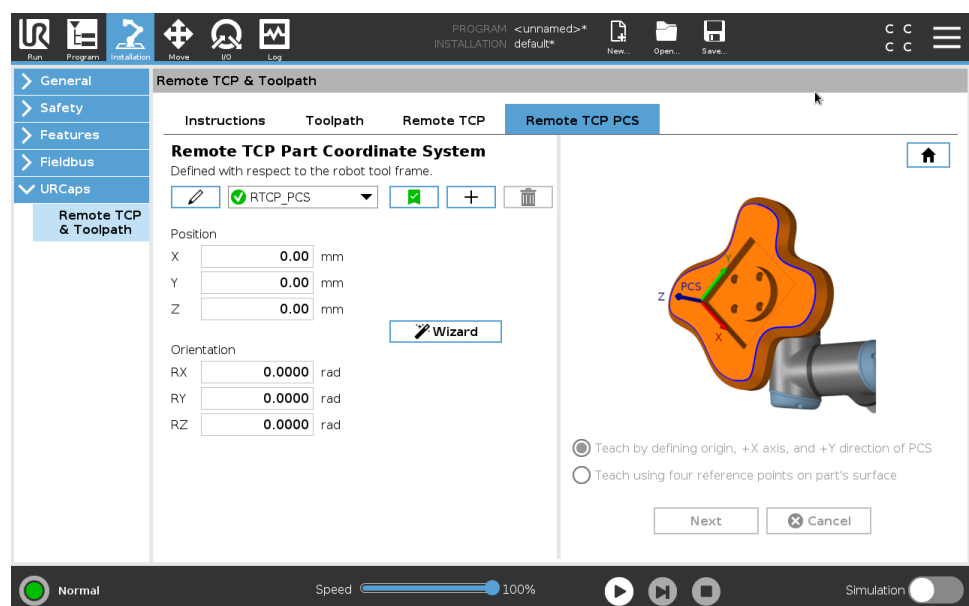 UR
Run
Program
Installation
Move
I/O
Log
PROGRAM <unnamed>*
INSTALLATION default*
New...
Open...
Save...
C C
C C
General
Safety
Features
Fieldbus
URCaps
Remote TCP
& Toolpath
Remote TCP & Toolpath
Instructions Toolpath Remote TCP Remote TCP PCS
Remote TCP Part Coordinate System
Defined with respect to the robot tool frame.
RTCP_PCS
Position
X 0.00 mm
Y 0.00 mm
Z 0.00 mm
Wizard
Orientation
RX 0.0000 rad
RY 0.0000 rad
RZ 0.0000 rad
Y
PCS
Z
X
Teach by defining origin, +X axis, and +Y direction of PCS
Teach using four reference points on part's surface
Next Cancel
Normal
Speed 100%
Simulation